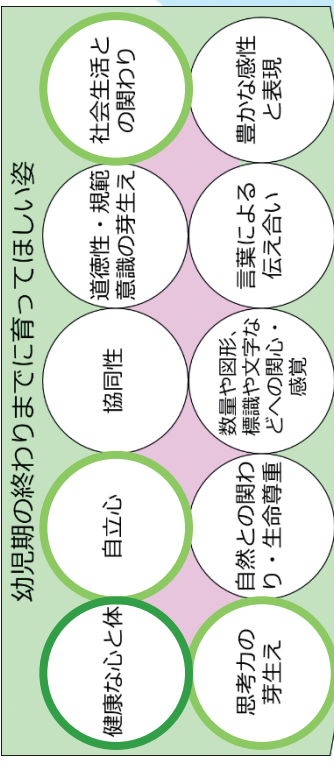 幼児期の終わりまでに育ってほしい姿
健康な心と体
自立心
協同性
道徳性・規範
意識の芽生え
社会生活と
の関わり
思考力の
芽生え
自然との関わ
り・生命尊重
数量や図形、
標識や文字な
どへの関心・
感覚
言葉による
伝え合い
豊かな感性
と表現